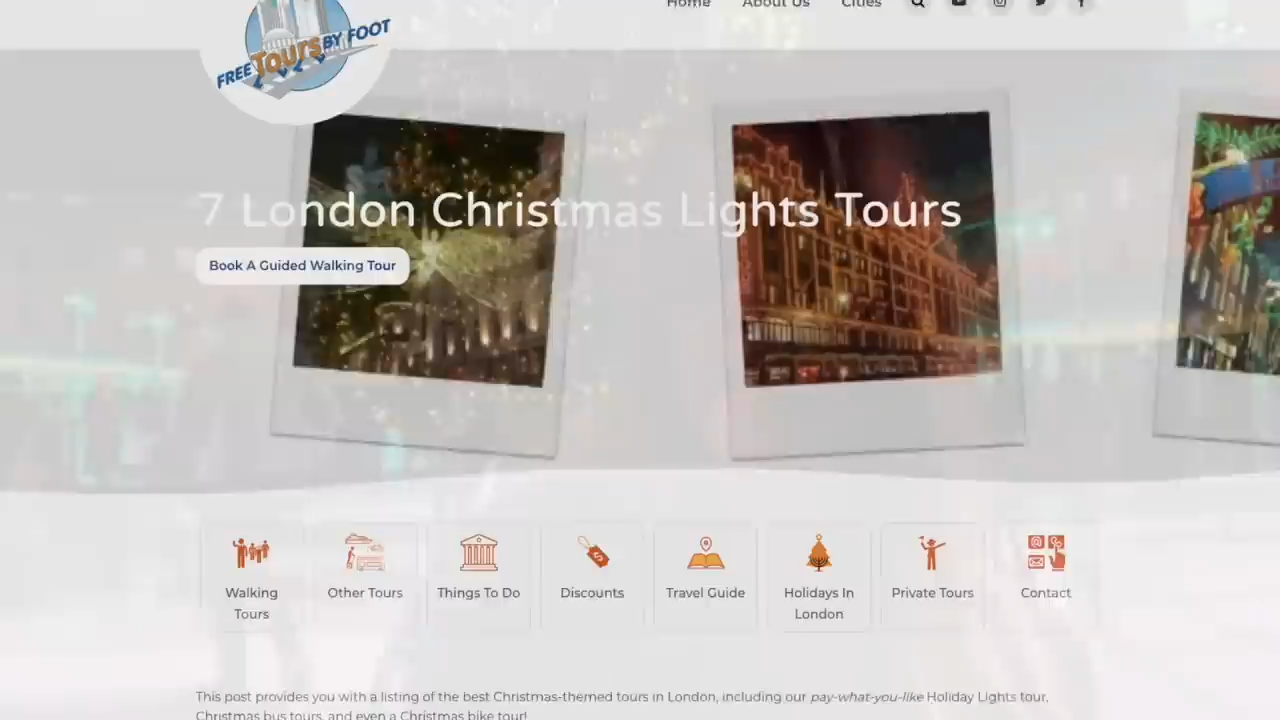 Home About Us Cities
FREE TOURS BY FOOT
7 London Christmas Lights Tours
Book A Guided Walking Tour
Walking
Tours
Other Tours
Things To Do
Discounts
Travel Guide
Holidays In
London
Private Tours
Contact
This post provides you with a listing of the best Christmas-themed tours in London, including our pay-what-you-like Holiday Lights tour,
Christmas bus tours, and even a Christmas bike tour!